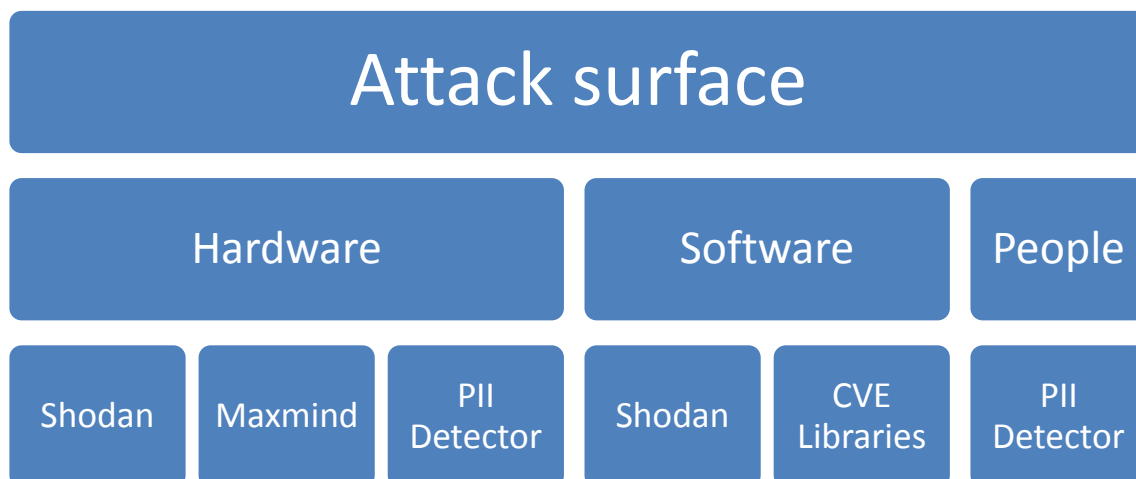 Attack surface
Hardware
Software
People
Shodan
Maxmind
PII
Detector
Shodan
CVE
Libraries
PII
Detector